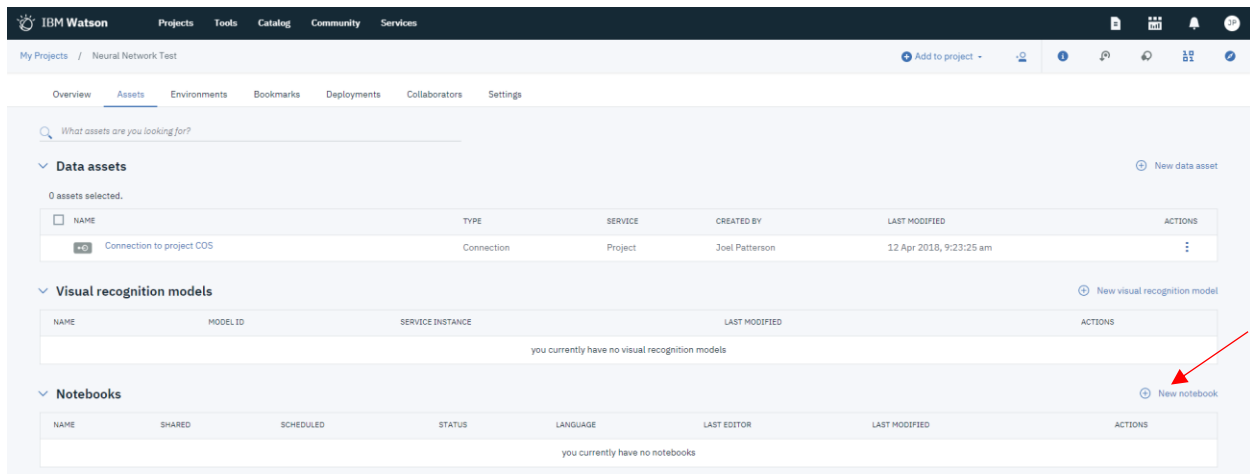 IBM Watson Projects Tools Catalog Community Services JP
My Projects / Neural Network Test Add to project
Overview Assets Environments Bookmarks Deployments Collaborators Settings
What assets are you looking for?
Data assets New data asset
0 assets selected.
NAME TYPE SERVICE CREATED BY LAST MODIFIED ACTIONS
Connection to project COS Connection Project Joel Patterson 12 Apr 2018, 9:23:25 am
Visual recognition models New visual recognition model
NAME MODEL ID SERVICE INSTANCE LAST MODIFIED ACTIONS
you currently have no visual recognition models
Notebooks New notebook
NAME SHARED SCHEDULED STATUS LANGUAGE LAST EDITOR LAST MODIFIED ACTIONS
you currently have no notebooks